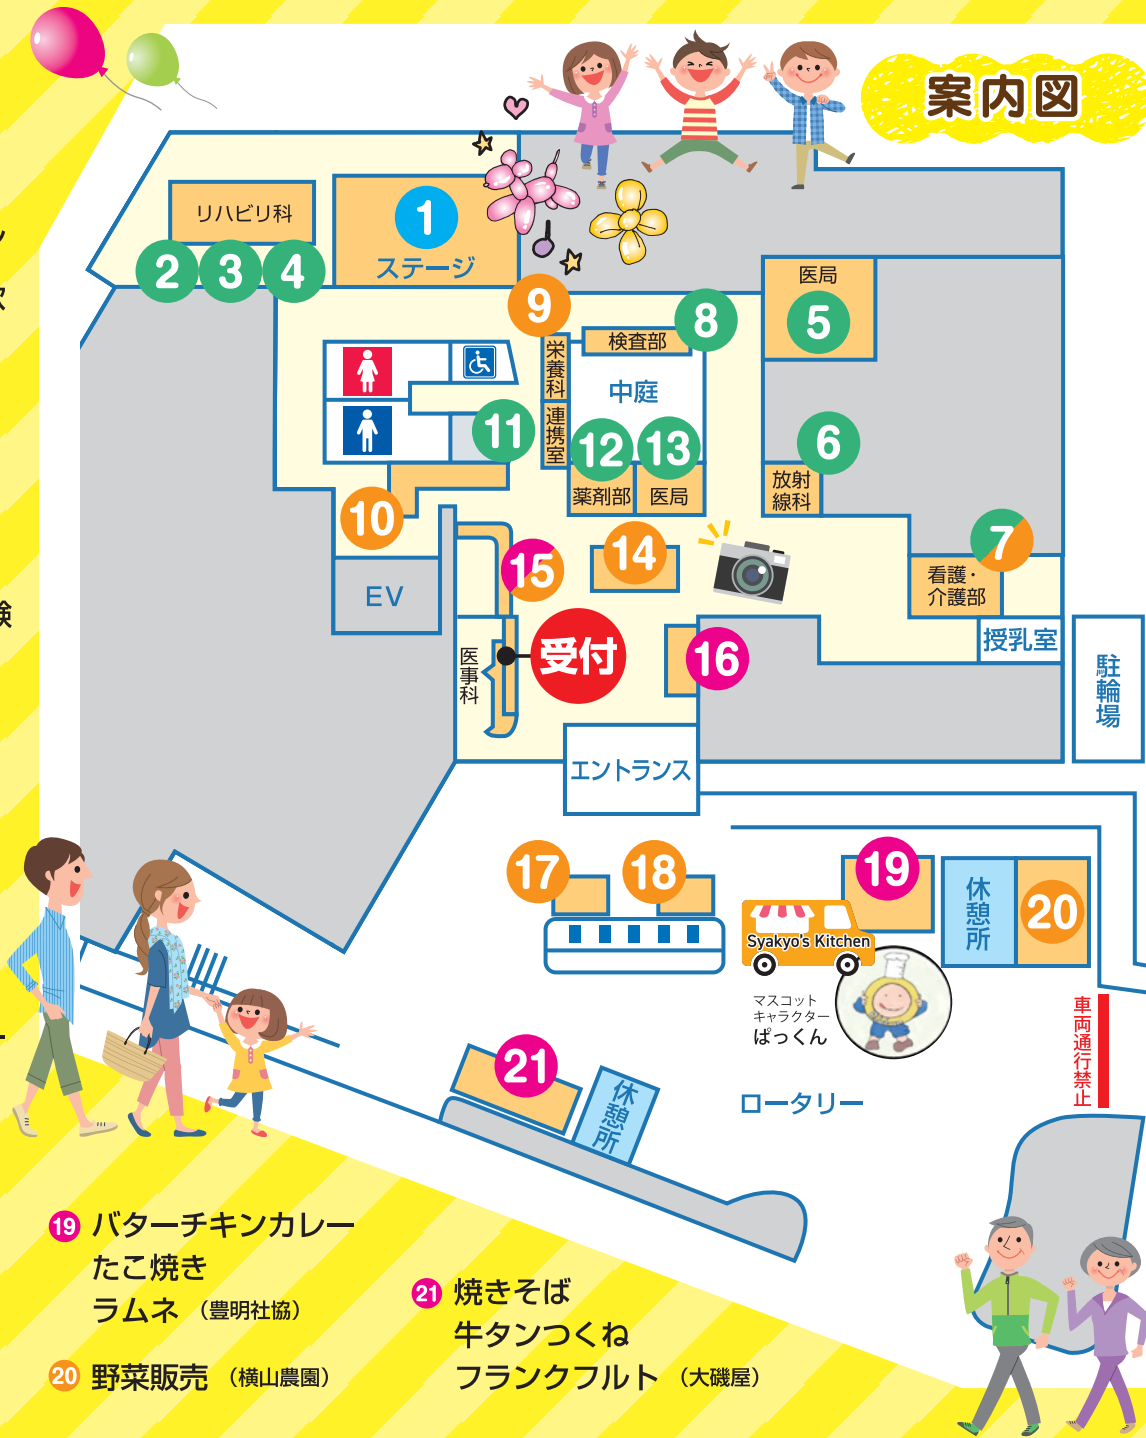 案内図
リハビリ科
1
ステージ
2 3 4
9
8
医局
5
栄養科
検査部
中庭
11
連携室
12 13
6
薬剤部
医局
放射
線科
10
7
15
14
看護・
介護部
EV
授乳室
医事科
受付
16
駐輪場
エントランス
17
18
19
休憩所
20
Syakyo's Kitchen
マスコット
キャラクター
ぱっくん
車両通行禁止
21
休憩所
ロータリー
19 バターチキンカレー
たこ焼き
ラムネ (豊明社協)
20 野菜販売 (横山農園)
21 焼きそば
牛タンつくね
フランクフルト (大磯屋)